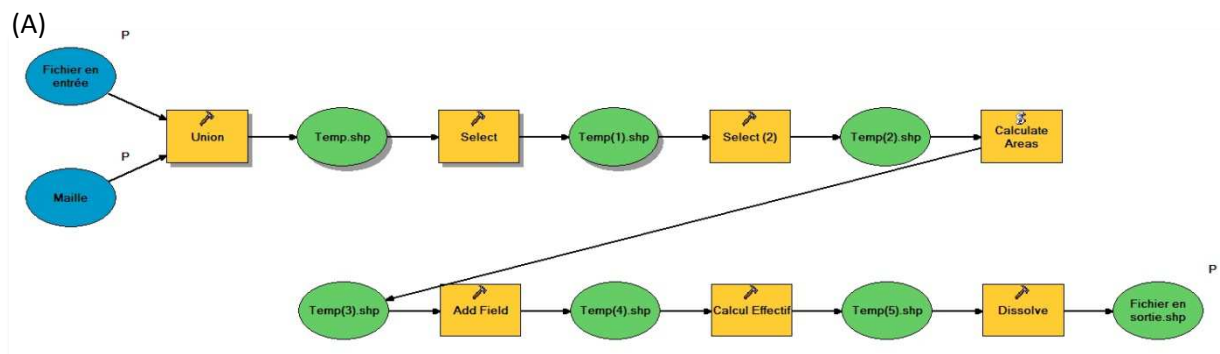 (A)
P
Fichier en
entrée
P
Maille
Union
Temp.shp
Select
Temp(1).shp
Select (2)
Temp(2).shp
Calculate
Areas
Temp(3).shp
Add Field
Temp(4).shp
Calcul Effectif
Temp(5).shp
Dissolve
P
Fichier en
sortie.shp